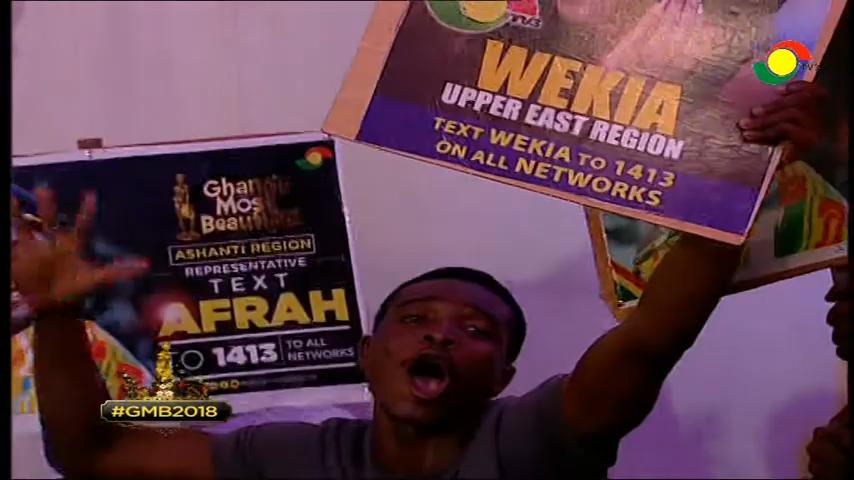 TV3
WEKIA
UPPER EAST REGION
TEXT WEKIA TO 1413
ON ALL NETWORKS
Ghana's
Most
Beautiful
ASHANTI REGION
REPRESENTATIVE
TEXT
AFRAH
TO 1413 TO ALL
NETWORKS
#GMB2018